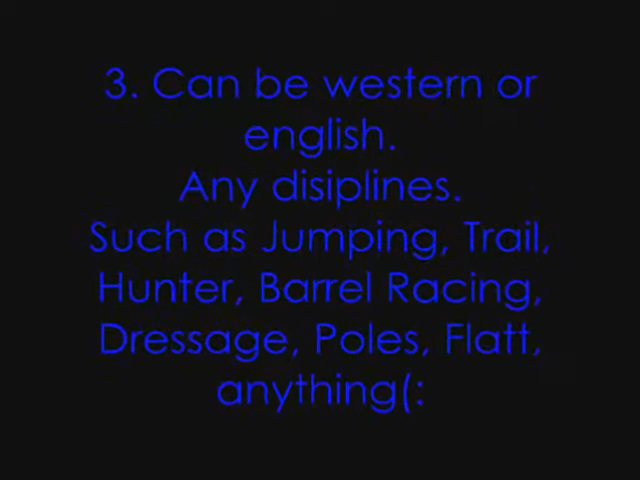 3. Can be western or
english.
Any disiplines.
Such as Jumping, Trail,
Hunter, Barrel Racing,
Dressage, Poles, Flatt,
anything(: